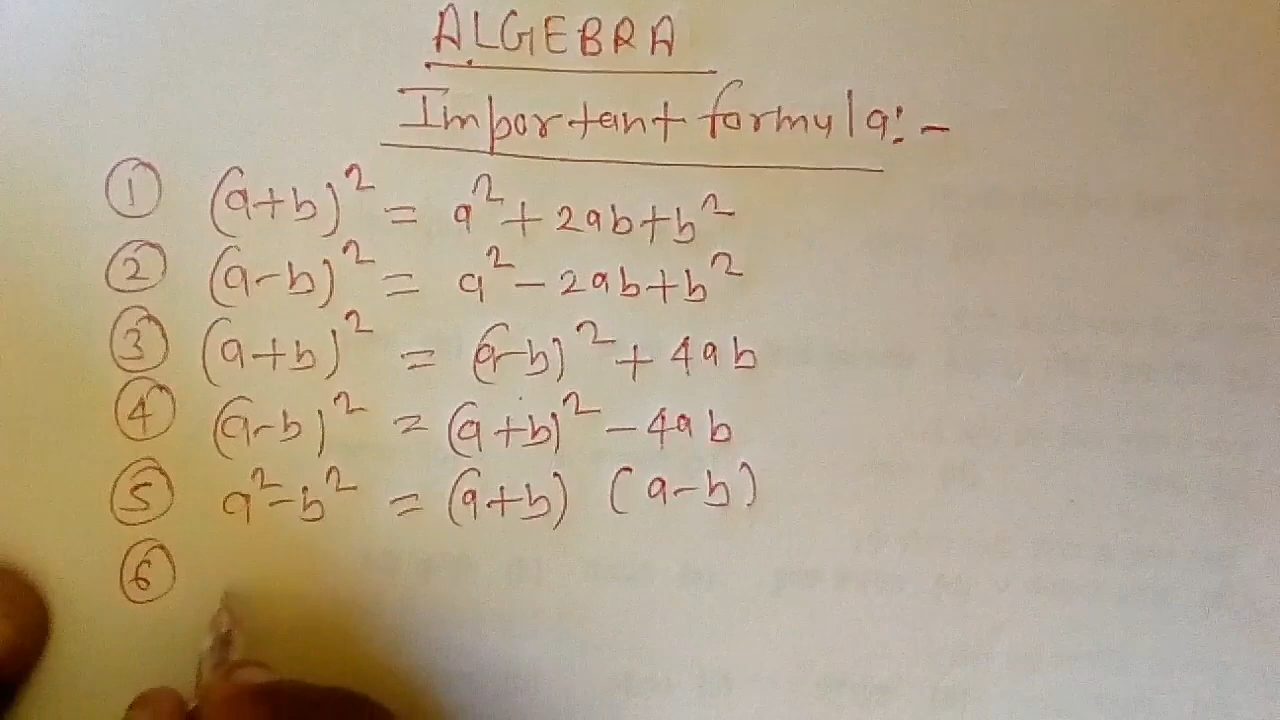 ALGEBRA
Important formula:-
① (a+b)² = a²+2ab+b²
② (a-b)² = a²-2ab+b²
③ (a+b)² = (a-b)²+4ab
④ (a-b)² = (a+b)²-4ab
⑤ a²-b² = (a+b) (a-b)
⑥